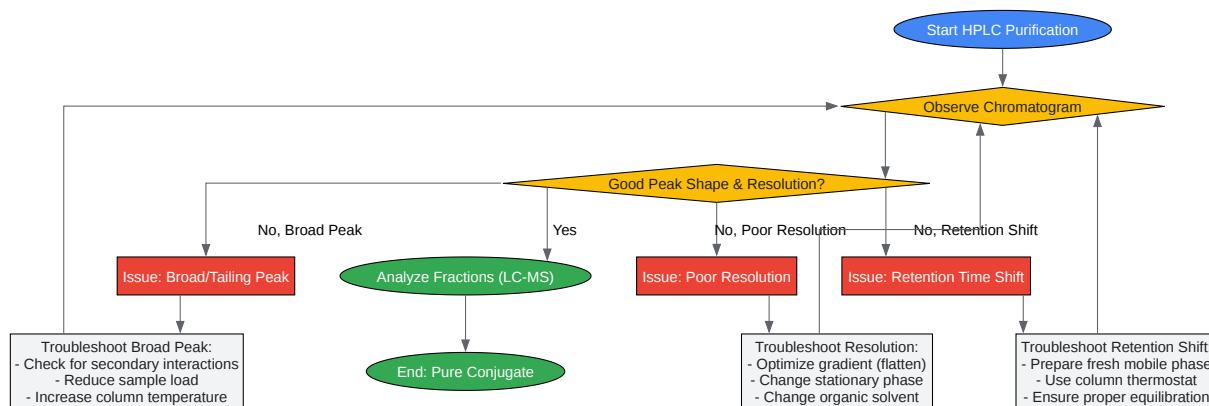 Start HPLC Purification
Observe Chromatogram
Good Peak Shape & Resolution?
No, Broad Peak
Yes
No, Poor Resolution
No, Retention Shift
Issue: Broad/Tailing Peak
Analyze Fractions (LC-MS)
Issue: Poor Resolution
Issue: Retention Time Shift
Troubleshoot Broad Peak:
- Check for secondary interactions
- Reduce sample load
- Increase column temperature
End: Pure Conjugate
Troubleshoot Resolution:
- Optimize gradient (flatten)
- Change stationary phase
- Change organic solvent
Troubleshoot Retention Shift
- Prepare fresh mobile phase
- Use column thermostat
- Ensure proper equilibration